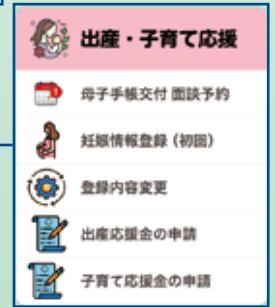 出産・子育て応援
母子手帳交付 面談予約
妊娠情報登録（初回）
登録内容変更
出産応援金の申請
子育て応援金の申請